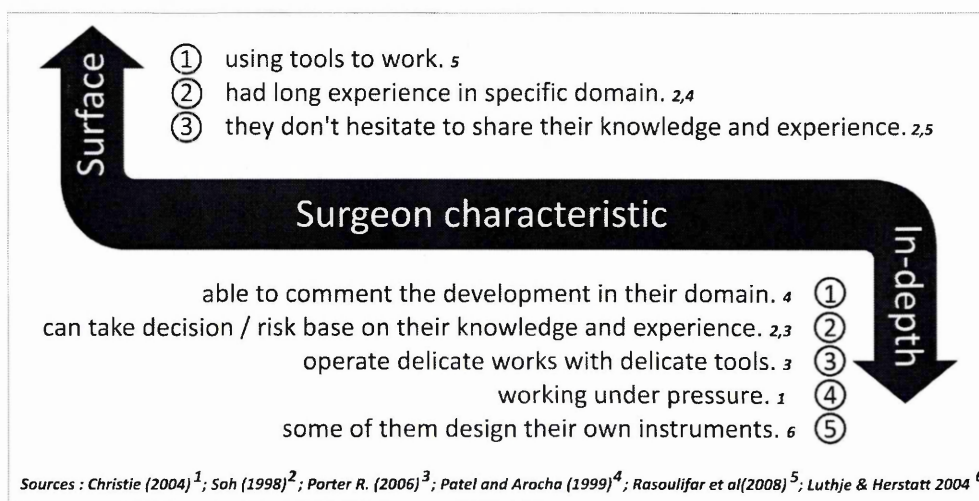 Surface
① using tools to work. 5
② had long experience in specific domain. 2,4
③ they don't hesitate to share their knowledge and experience. 2,5
Surgeon characteristic
In-depth
able to comment the development in their domain. 4 ①
can take decision / risk base on their knowledge and experience. 2,3 ②
operate delicate works with delicate tools. 3 ③
working under pressure. 1 ④
some of them design their own instruments. 6 ⑤
Sources : Christie (2004) 1; Soh (1998) 2; Porter R. (2006) 3; Patel and Arocha (1999) 4; Rasoulifar et al(2008) 5; Luthje & Herstatt 2004